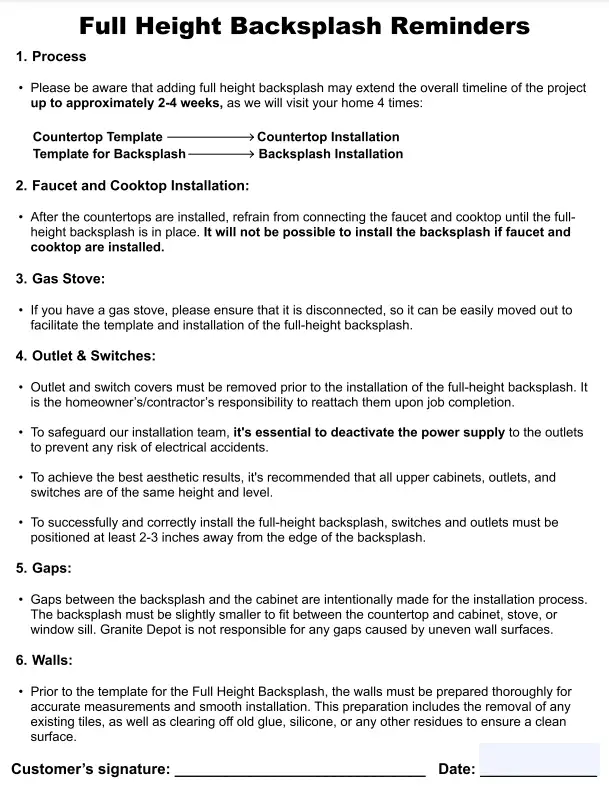 Full Height Backsplash Reminders
1. Process
• Please be aware that adding full height backsplash may extend the overall timeline of the project
up to approximately 2-4 weeks, as we will visit your home 4 times:
Countertop Template ⟶ Countertop Installation
Template for Backsplash ⟶ Backsplash Installation
2. Faucet and Cooktop Installation:
• After the countertops are installed, refrain from connecting the faucet and cooktop until the full-
height backsplash is in place. It will not be possible to install the backsplash if faucet and
cooktop are installed.
3. Gas Stove:
• If you have a gas stove, please ensure that it is disconnected, so it can be easily moved out to
facilitate the template and installation of the full-height backsplash.
4. Outlet & Switches:
• Outlet and switch covers must be removed prior to the installation of the full-height backsplash. It
is the homeowner's/contractor's responsibility to reattach them upon job completion.
• To safeguard our installation team, it's essential to deactivate the power supply to the outlets
to prevent any risk of electrical accidents.
• To achieve the best aesthetic results, it's recommended that all upper cabinets, outlets, and
switches are of the same height and level.
• To successfully and correctly install the full-height backsplash, switches and outlets must be
positioned at least 2-3 inches away from the edge of the backsplash.
5. Gaps:
• Gaps between the backsplash and the cabinet are intentionally made for the installation process.
The backsplash must be slightly smaller to fit between the countertop and cabinet, stove, or
window sill. Granite Depot is not responsible for any gaps caused by uneven wall surfaces.
6. Walls:
• Prior to the template for the Full Height Backsplash, the walls must be prepared thoroughly for
accurate measurements and smooth installation. This preparation includes the removal of any
existing tiles, as well as clearing off old glue, silicone, or any other residues to ensure a clean
surface.
Customer's signature: ______________________________ Date: ______________